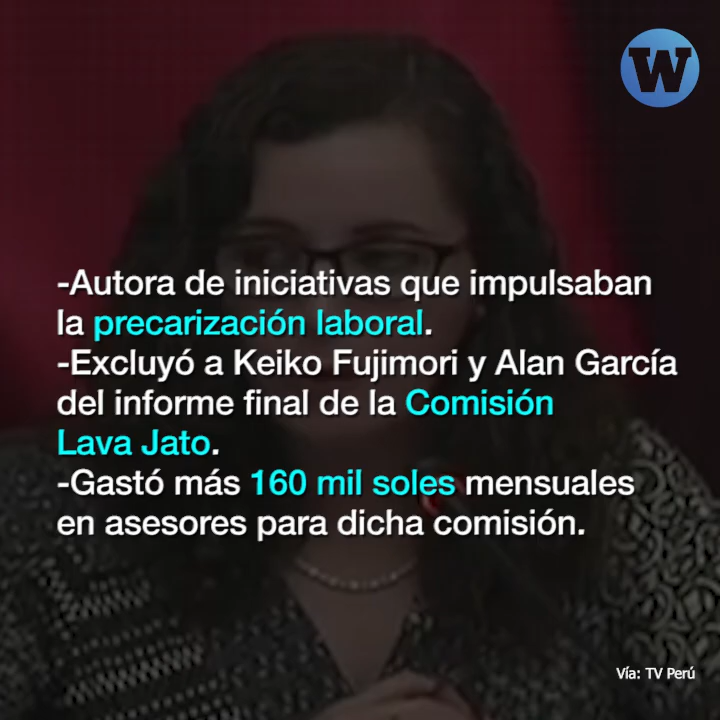 W
-Autora de iniciativas que impulsaban
la precarización laboral.
-Excluyó a Keiko Fujimori y Alan García
del informe final de la Comisión
Lava Jato.
-Gastó más 160 mil soles mensuales
en asesores para dicha comisión.
Vía: TV Perú